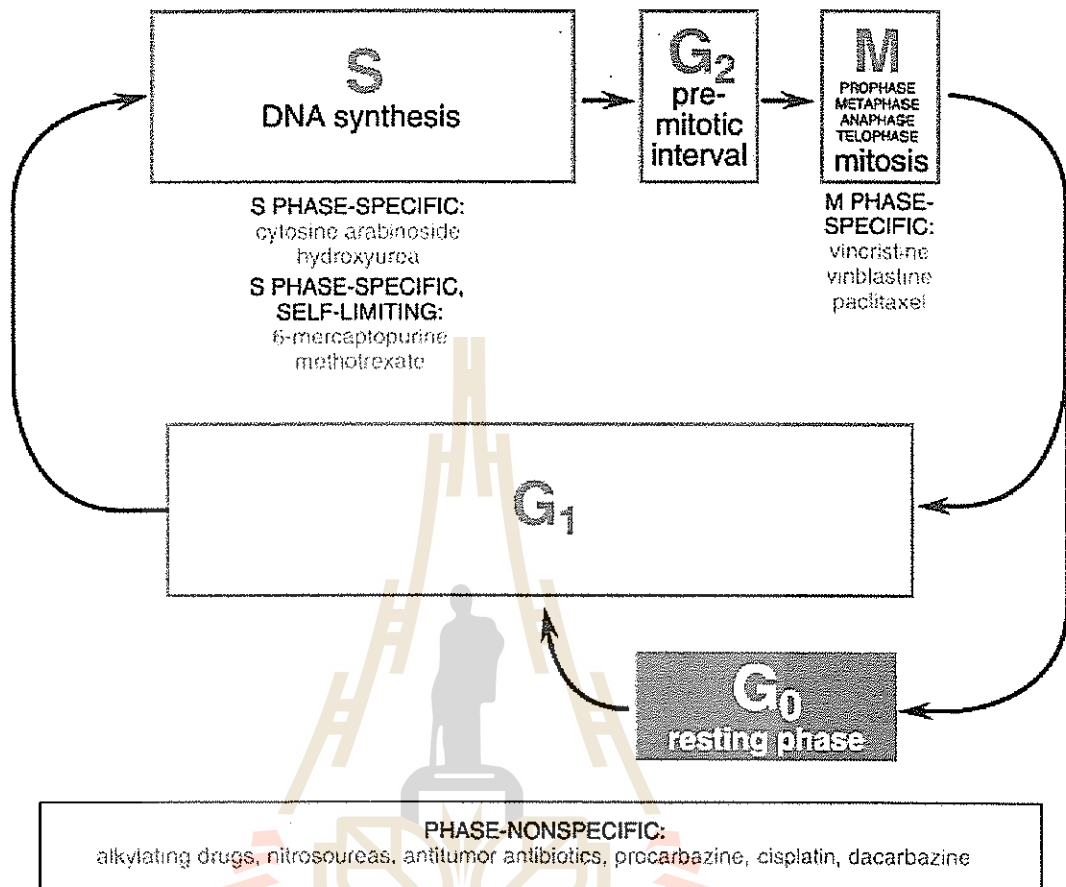 S
DNA synthesis
G₂
pre-
mitotic
interval
M
PROPHASE
METAPHASE
ANAPHASE
TELOPHASE
mitosis
S PHASE-SPECIFIC:
cytosine arabinoside
hydroxyurea
S PHASE-SPECIFIC,
SELF-LIMITING:
6-mercaptopurine
methotrexate
M PHASE-
SPECIFIC:
vincristine
vinblastine
paclitaxel
G₁
G₀
resting phase
PHASE-NONSPECIFIC:
alkylating drugs, nitrosoureas, antitumor antibiotics, procarbazine, cisplatin, dacarbazine